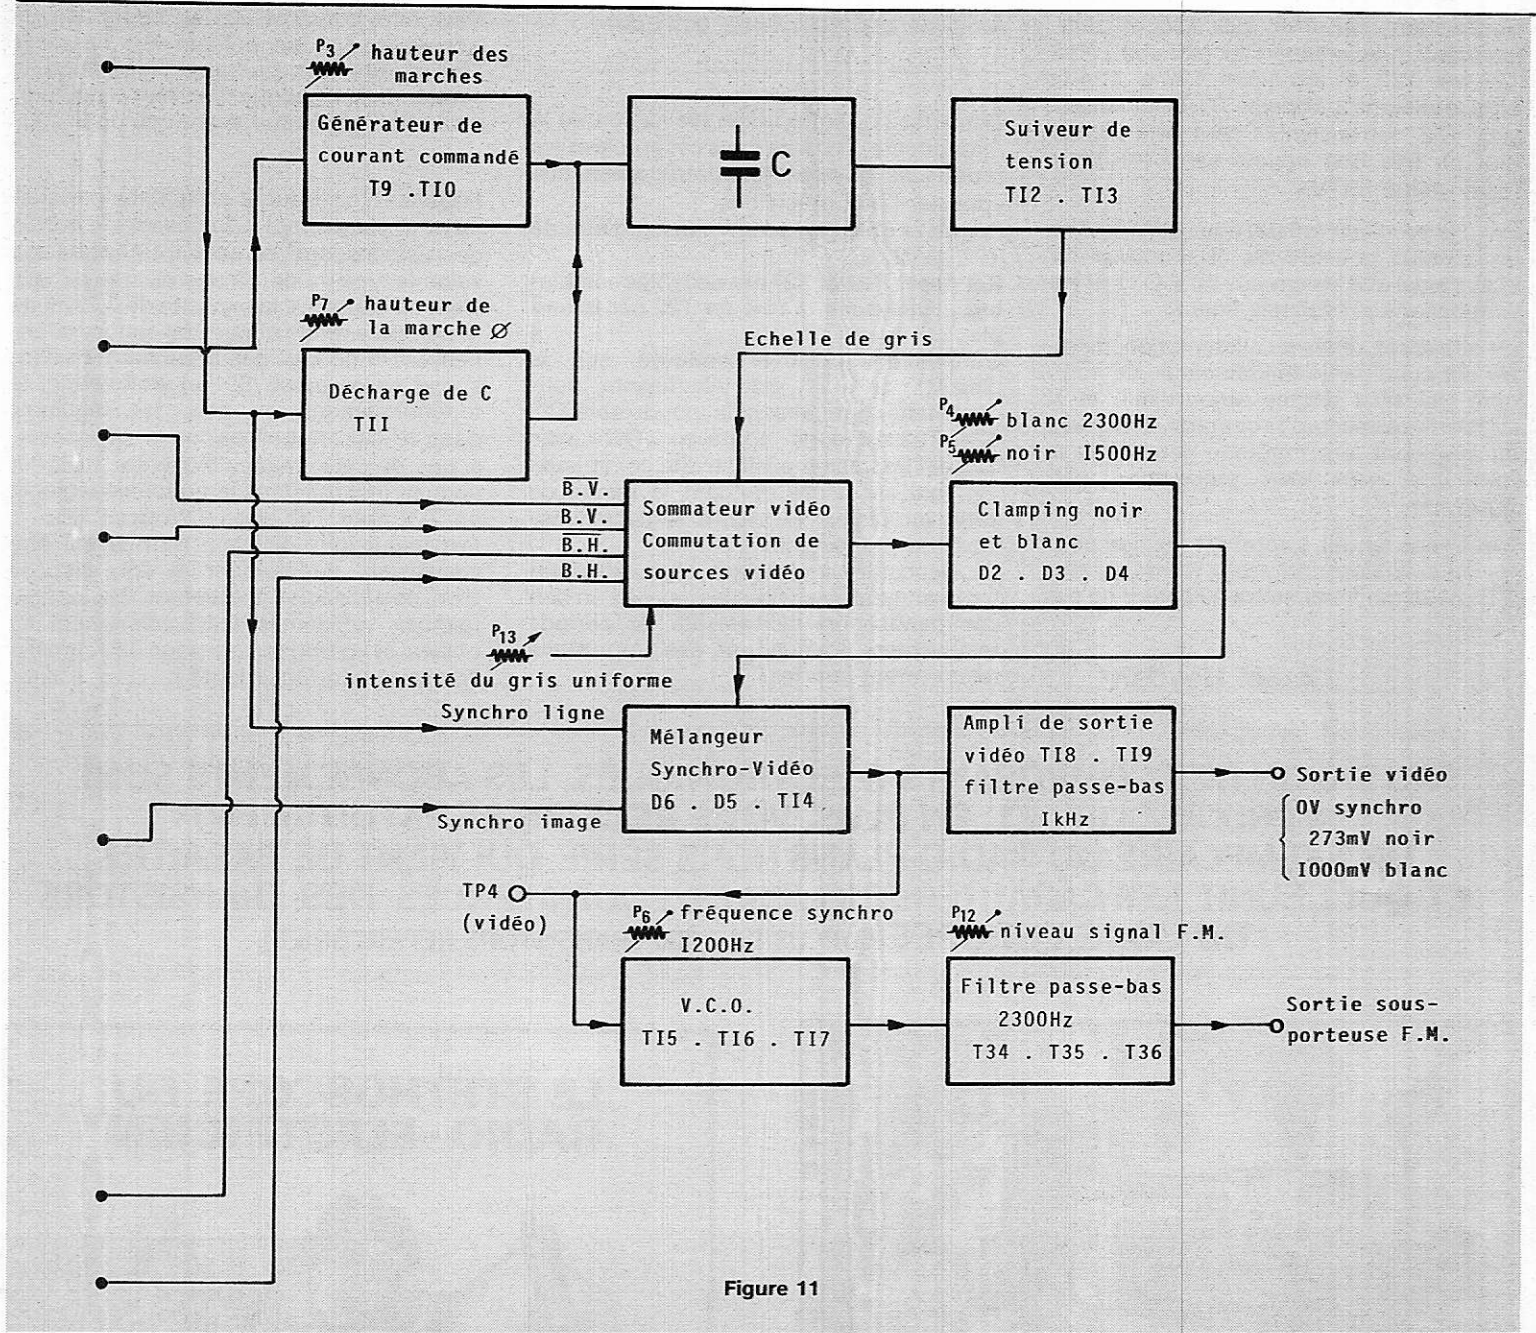 P3 hauteur des
marches
Générateur de
courant commandé
T9 .TI0
C
Suiveur de
tension
TI2 . TI3
P7 hauteur de
la marche Ø
Décharge de C
TII
Echelle de gris
P4 blanc 2300Hz
P5 noir I500Hz
B.V.
B.V.
B.H.
B.H.
Sommateur vidéo
Commutation de
sources vidéo
Clamping noir
et blanc
D2 . D3 . D4
P13
intensité du gris uniforme
Synchro ligne
Mélangeur
Synchro-Vidéo
D6 . D5 . TI4
Synchro image
Ampli de sortie
vidéo TI8 . TI9
filtre passe-bas
IkHz
Sortie vidéo
0V synchro
273mV noir
I000mV blanc
TP4
(vidéo)
P6 fréquence synchro
I200Hz
P12 niveau signal F.M.
V.C.O.
TI5 . TI6 . TI7
Filtre passe-bas
2300Hz
T34 . T35 . T36
Sortie sous-
porteuse F.M.
Figure 11